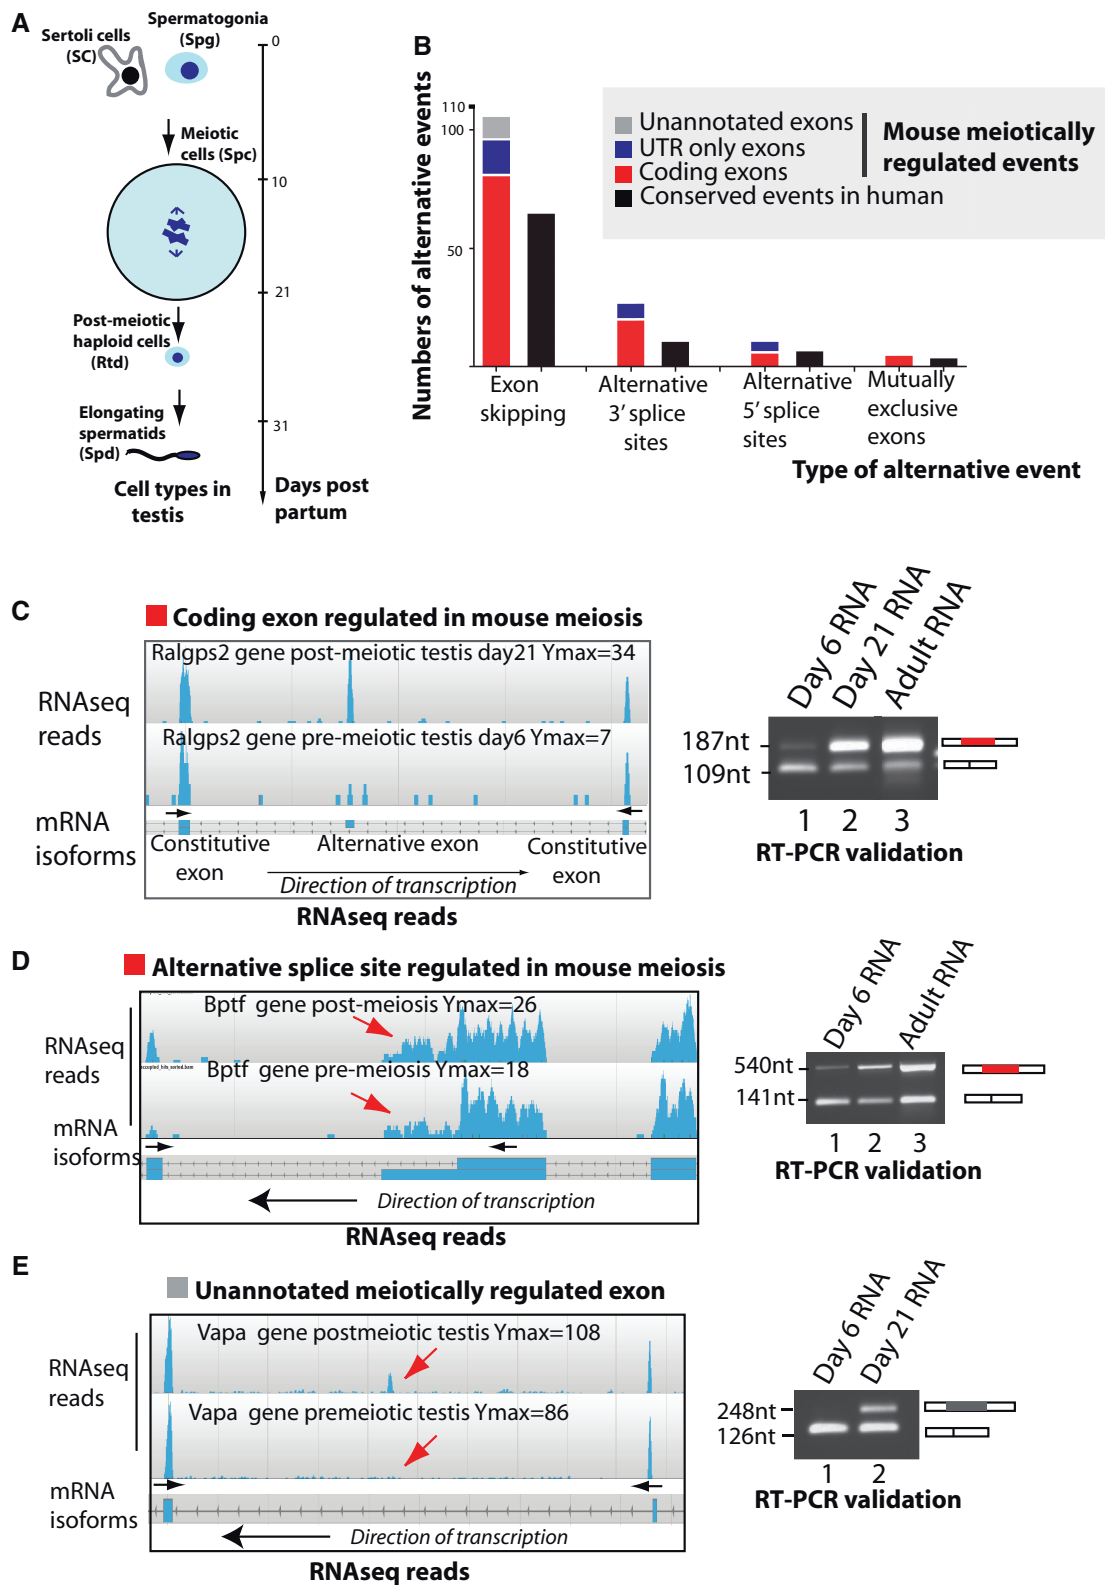 A
Sertoli cells
(SC)
Spermatogonia
(Spg)
0
Meiotic
cells (Spc)
10
21
Post-meiotic
haploid cells
(Rtd)
31
Elongating
spermatids
(Spd)
Cell types in
testis
Days post
partum
B
Numbers of alternative events
110
100
50
Unannotated exons
UTR only exons
Coding exons
Conserved events in human
Mouse meiotically
regulated events
Exon
skipping
Alternative
3' splice
sites
Alternative
5' splice
sites
Mutually
exclusive
exons
Type of alternative event
C
Coding exon regulated in mouse meiosis
RNAseq
reads
Ralgps2 gene post-meiotic testis day21 Ymax=34
Ralgps2 gene pre-meiotic testis day6 Ymax=7
mRNA
isoforms
Constitutive
exon
Alternative exon
Constitutive
exon
Direction of transcription
RNAseq reads
Day 6 RNA
Day 21 RNA
Adult RNA
187nt
109nt
1 2 3
RT-PCR validation
D
Alternative splice site regulated in mouse meiosis
RNAseq
reads
Bptf gene post-meiosis Ymax=26
accepted_hits_sorted.bam
Bptf gene pre-meiosis Ymax=18
mRNA
isoforms
Direction of transcription
RNAseq reads
Day 6 RNA
Adult RNA
540nt
141nt
1 2 3
RT-PCR validation
E
Unannotated meiotically regulated exon
RNAseq
reads
Vapa gene postmeiotic testis Ymax=108
Vapa gene premeiotic testis Ymax=86
mRNA
isoforms
Direction of transcription
RNAseq reads
Day 6 RNA
Day 21 RNA
248nt
126nt
1 2
RT-PCR validation